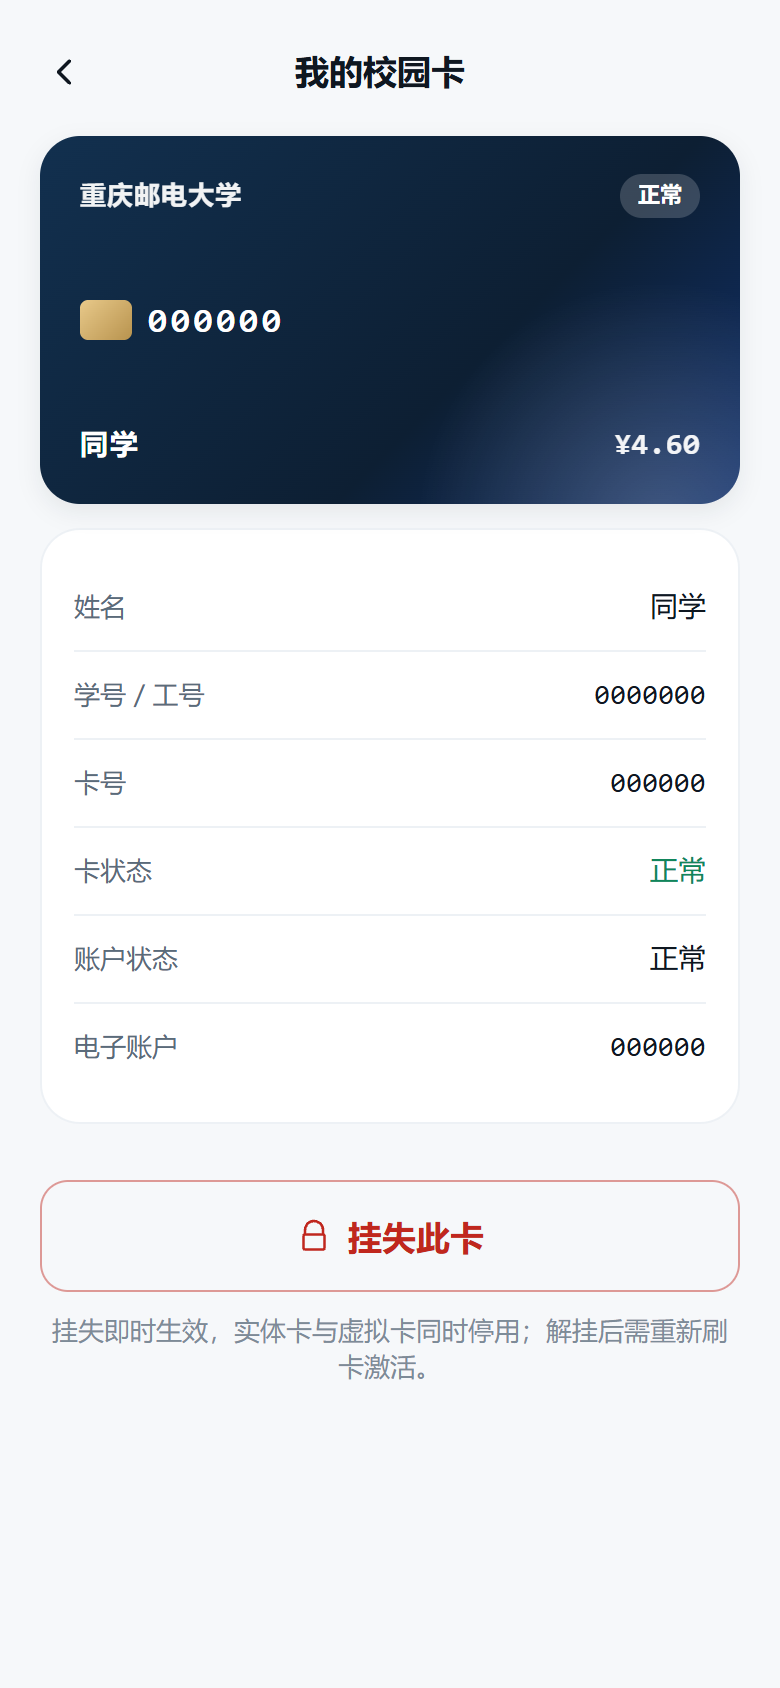 我的校园卡
重庆邮电大学
正常
000000
同学
¥4.60
姓名
同学
学号 / 工号
0000000
卡号
000000
卡状态
正常
账户状态
正常
电子账户
000000
挂失此卡
挂失即时生效，实体卡与虚拟卡同时停用；解挂后需重新刷
卡激活。